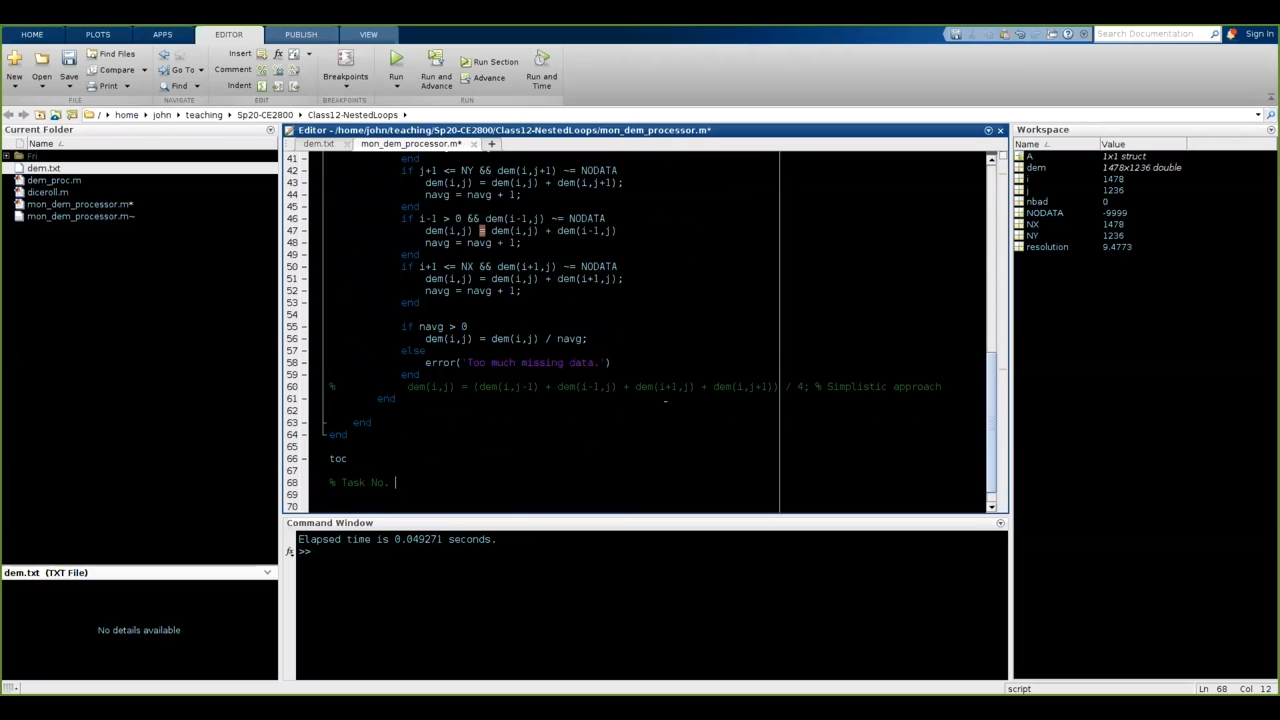 HOME PLOTS APPS EDITOR PUBLISH VIEW Search Documentation Sign In
New Open Save Find Files Compare Print Go To Find Insert fx Comment Indent Breakpoints Run Run and Advance Run Section Advance Run and Time
FILE NAVIGATE EDIT BREAKPOINTS RUN
/ home john teaching Sp20-CE2800 Class12-NestedLoops
Current Folder
Name
Fri
dem.txt
dem_proc.m
diceroll.m
mon_dem_processor.m*
mon_dem_processor.m~
dem.txt (TXT File)
No details available
Editor - /home/john/teaching/Sp20-CE2800/Class12-NestedLoops/mon_dem_processor.m*
dem.txt mon_dem_processor.m* +
41 end
42 if j+1 <= NY && dem(i,j+1) ~= NODATA
43 dem(i,j) = dem(i,j) + dem(i,j+1);
44 navg = navg + 1;
45 end
46 if i-1 > 0 && dem(i-1,j) ~= NODATA
47 dem(i,j) = dem(i,j) + dem(i-1,j)
48 navg = navg + 1;
49 end
50 if i+1 <= NX && dem(i+1,j) ~= NODATA
51 dem(i,j) = dem(i,j) + dem(i+1,j);
52 navg = navg + 1;
53 end
54
55 if navg > 0
56 dem(i,j) = dem(i,j) / navg;
57 else
58 error('Too much missing data.')
59 end
60 % dem(i,j) = (dem(i,j-1) + dem(i-1,j) + dem(i+1,j) + dem(i,j+1)) / 4; % Simplistic approach
61 end
62
63 end
64 end
65
66 toc
67
68 % Task No.
69
70
Command Window
Elapsed time is 0.049271 seconds.
fx >>
Workspace
Name Value
A 1x1 struct
dem 1478x1236 double
i 1478
j 1236
nbad 0
NODATA -9999
NX 1478
NY 1236
resolution 9.4773
script Ln 68 Col 12